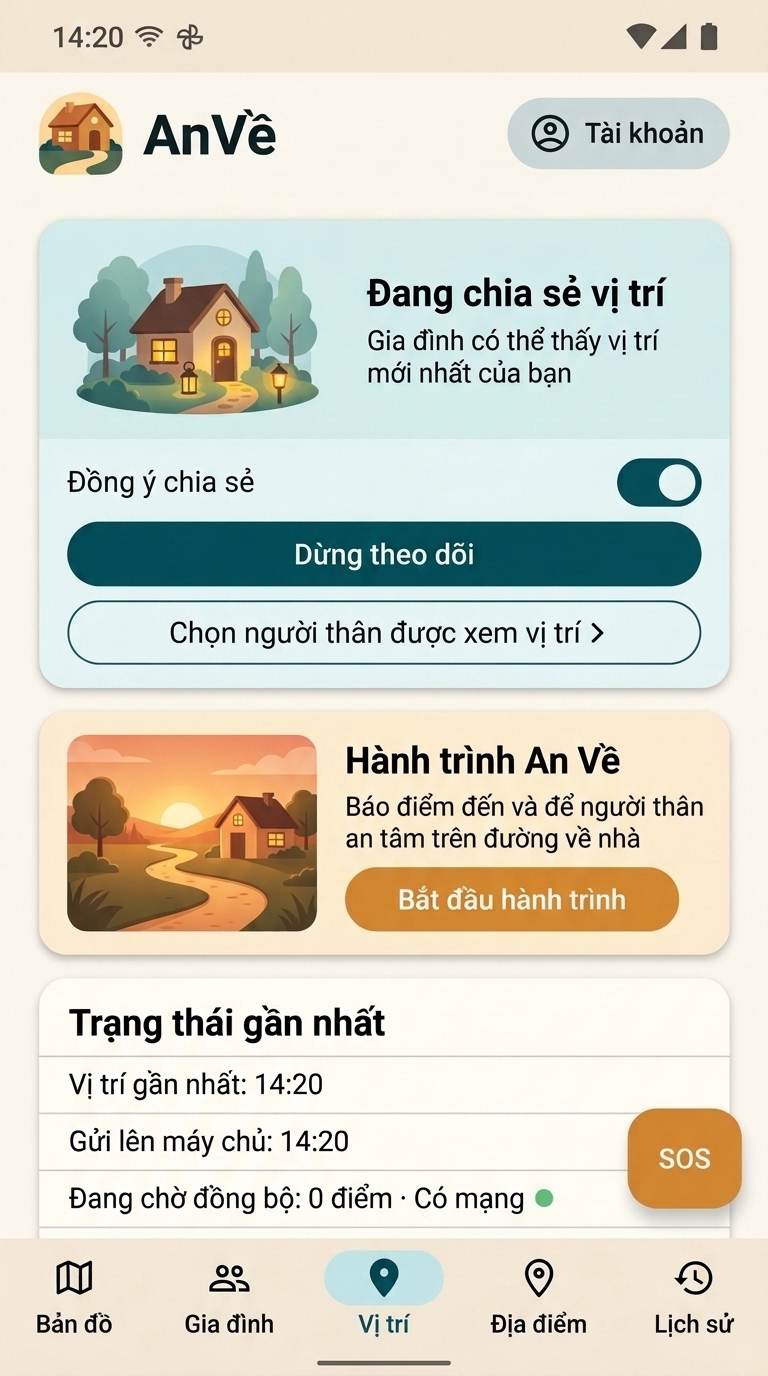 14:20
AnVề
Tài khoản
Đang chia sẻ vị trí
Gia đình có thể thấy vị trí
mới nhất của bạn
Đồng ý chia sẻ
Dừng theo dõi
Chọn người thân được xem vị trí
Hành trình An Về
Báo điểm đến và để người thân
an tâm trên đường về nhà
Bắt đầu hành trình
Trạng thái gần nhất
Vị trí gần nhất: 14:20
Gửi lên máy chủ: 14:20
Đang chờ đồng bộ: 0 điểm · Có mạng
SOS
Bản đồ
Gia đình
Vị trí
Địa điểm
Lịch sử